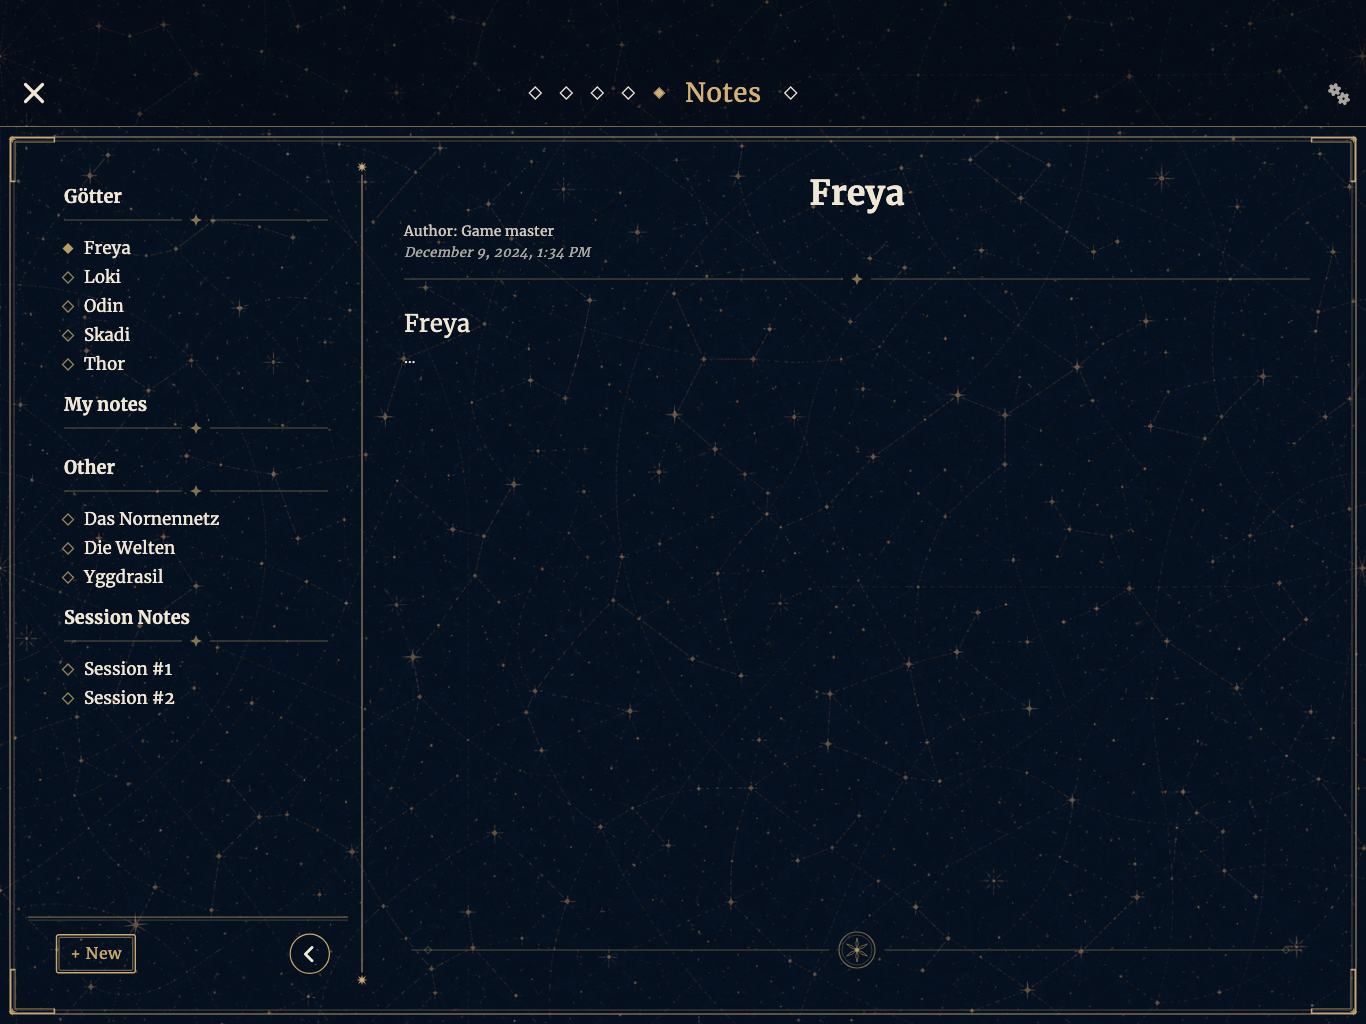 Notes
Götter
Freya
Loki
Odin
Skadi
Thor
My notes
Other
Das Nornennetz
Die Welten
Yggdrasil
Session Notes
Session #1
Session #2
+ New
Freya
Author: Game master
December 9, 2024, 1:34 PM
Freya
...